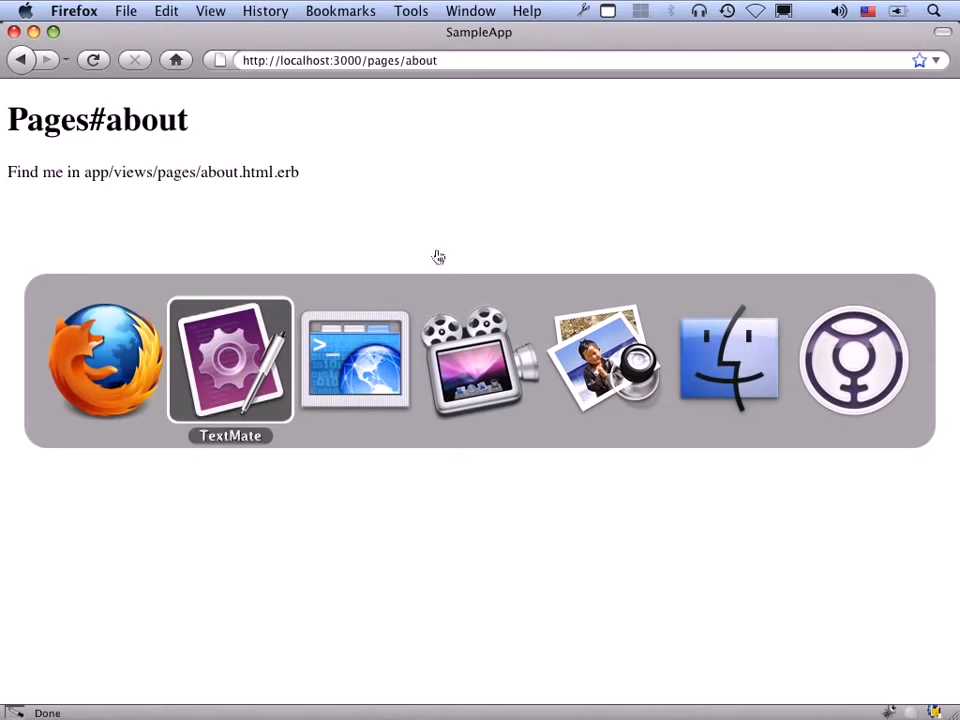 Firefox File Edit View History Bookmarks Tools Window Help
SampleApp
http://localhost:3000/pages/about
Pages#about
Find me in app/views/pages/about.html.erb
TextMate
Done